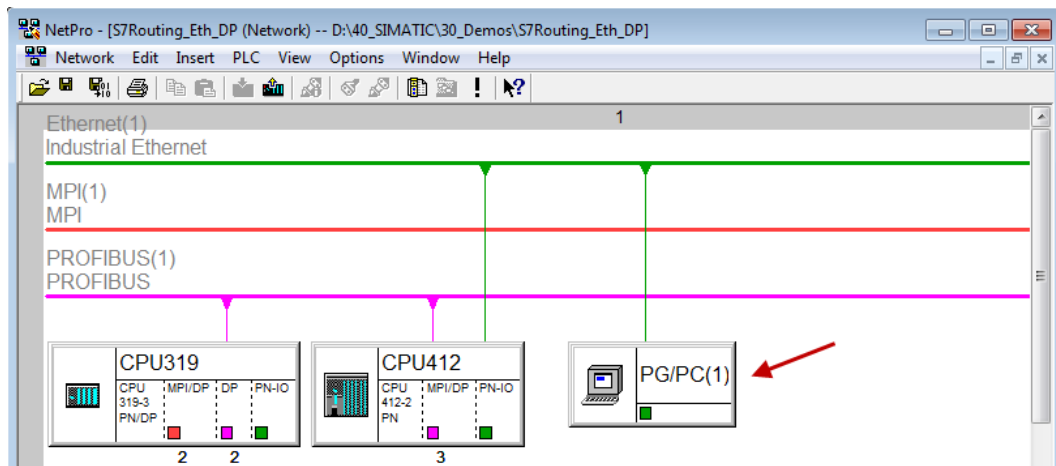 NetPro - [S7Routing_Eth_DP (Network) -- D:\40_SIMATIC\30_Demos\S7Routing_Eth_DP]
Network Edit Insert PLC View Options Window Help
1
Ethernet(1)
Industrial Ethernet
MPI(1)
MPI
PROFIBUS(1)
PROFIBUS
CPU319
CPU 319-3 PN/DP
MPI/DP
DP
PN-IO
2
2
CPU412
CPU 412-2 PN
MPI/DP
PN-IO
3
PG/PC(1)